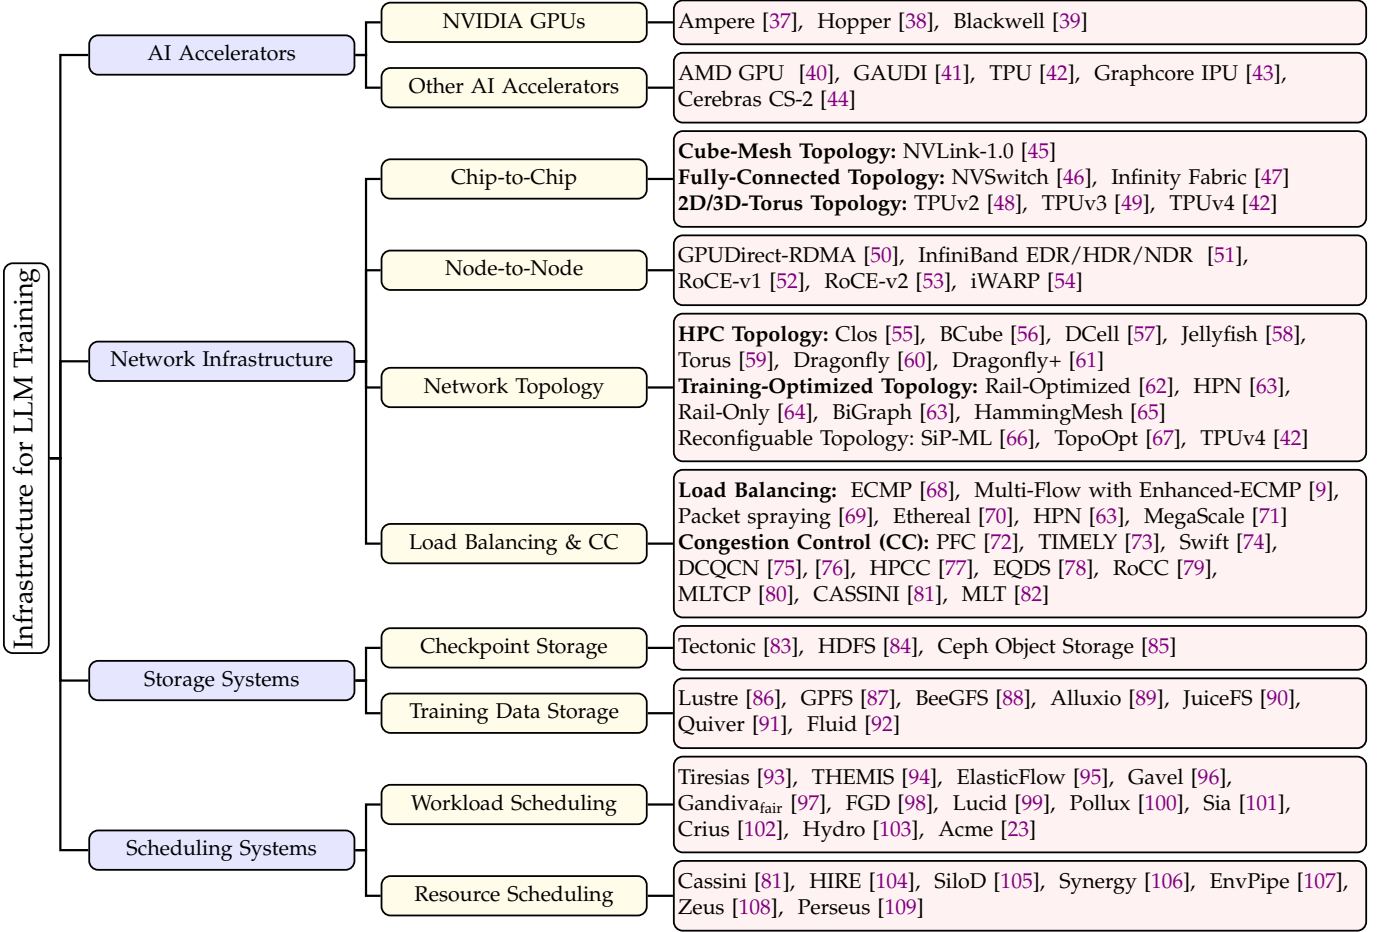 Infrastructure for LLM Training
AI Accelerators
NVIDIA GPUs
Ampere [37], Hopper [38], Blackwell [39]
Other AI Accelerators
AMD GPU [40], GAUDI [41], TPU [42], Graphcore IPU [43],
Cerebras CS-2 [44]
Network Infrastructure
Chip-to-Chip
Cube-Mesh Topology: NVLink-1.0 [45]
Fully-Connected Topology: NVSwitch [46], Infinity Fabric [47]
2D/3D-Torus Topology: TPUv2 [48], TPUv3 [49], TPUv4 [42]
Node-to-Node
GPUDirect-RDMA [50], InfiniBand EDR/HDR/NDR [51],
RoCE-v1 [52], RoCE-v2 [53], iWARP [54]
Network Topology
HPC Topology: Clos [55], BCube [56], DCell [57], Jellyfish [58],
Torus [59], Dragonfly [60], Dragonfly+ [61]
Training-Optimized Topology: Rail-Optimized [62], HPN [63],
Rail-Only [64], BiGraph [63], HammingMesh [65]
Reconfiguable Topology: SiP-ML [66], TopoOpt [67], TPUv4 [42]
Load Balancing & CC
Load Balancing: ECMP [68], Multi-Flow with Enhanced-ECMP [9],
Packet spraying [69], Ethereal [70], HPN [63], MegaScale [71]
Congestion Control (CC): PFC [72], TIMELY [73], Swift [74],
DCQCN [75], [76], HPCC [77], EQDS [78], RoCC [79],
MLTCP [80], CASSINI [81], MLT [82]
Storage Systems
Checkpoint Storage
Tectonic [83], HDFS [84], Ceph Object Storage [85]
Training Data Storage
Lustre [86], GPFS [87], BeeGFS [88], Alluxio [89], JuiceFS [90],
Quiver [91], Fluid [92]
Scheduling Systems
Workload Scheduling
Tiresias [93], THEMIS [94], ElasticFlow [95], Gavel [96],
Gandivafair [97], FGD [98], Lucid [99], Pollux [100], Sia [101],
Crius [102], Hydro [103], Acme [23]
Resource Scheduling
Cassini [81], HIRE [104], SiloD [105], Synergy [106], EnvPipe [107],
Zeus [108], Perseus [109]